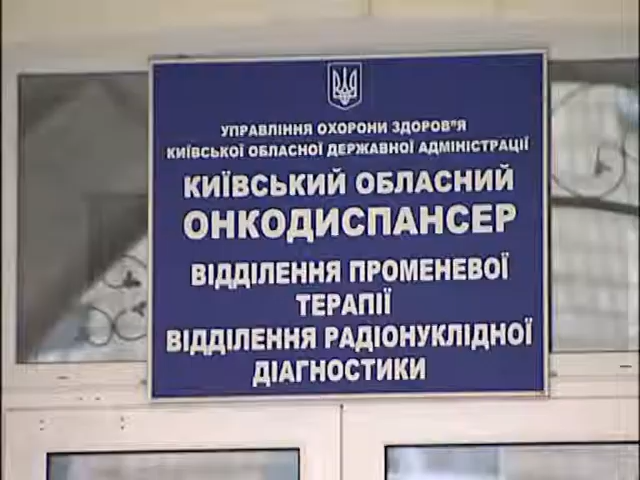 УПРАВЛІННЯ ОХОРОНИ ЗДОРОВ"Я
КИЇВСЬКОЇ ОБЛАСНОЇ ДЕРЖАВНОЇ АДМІНІСТРАЦІЇ
КИЇВСЬКИЙ ОБЛАСНИЙ
ОНКОДИСПАНСЕР
ВІДДІЛЕННЯ ПРОМЕНЕВОЇ
ТЕРАПІЇ
ВІДДІЛЕННЯ РАДІОНУКЛІДНОЇ
ДІАГНОСТИКИ